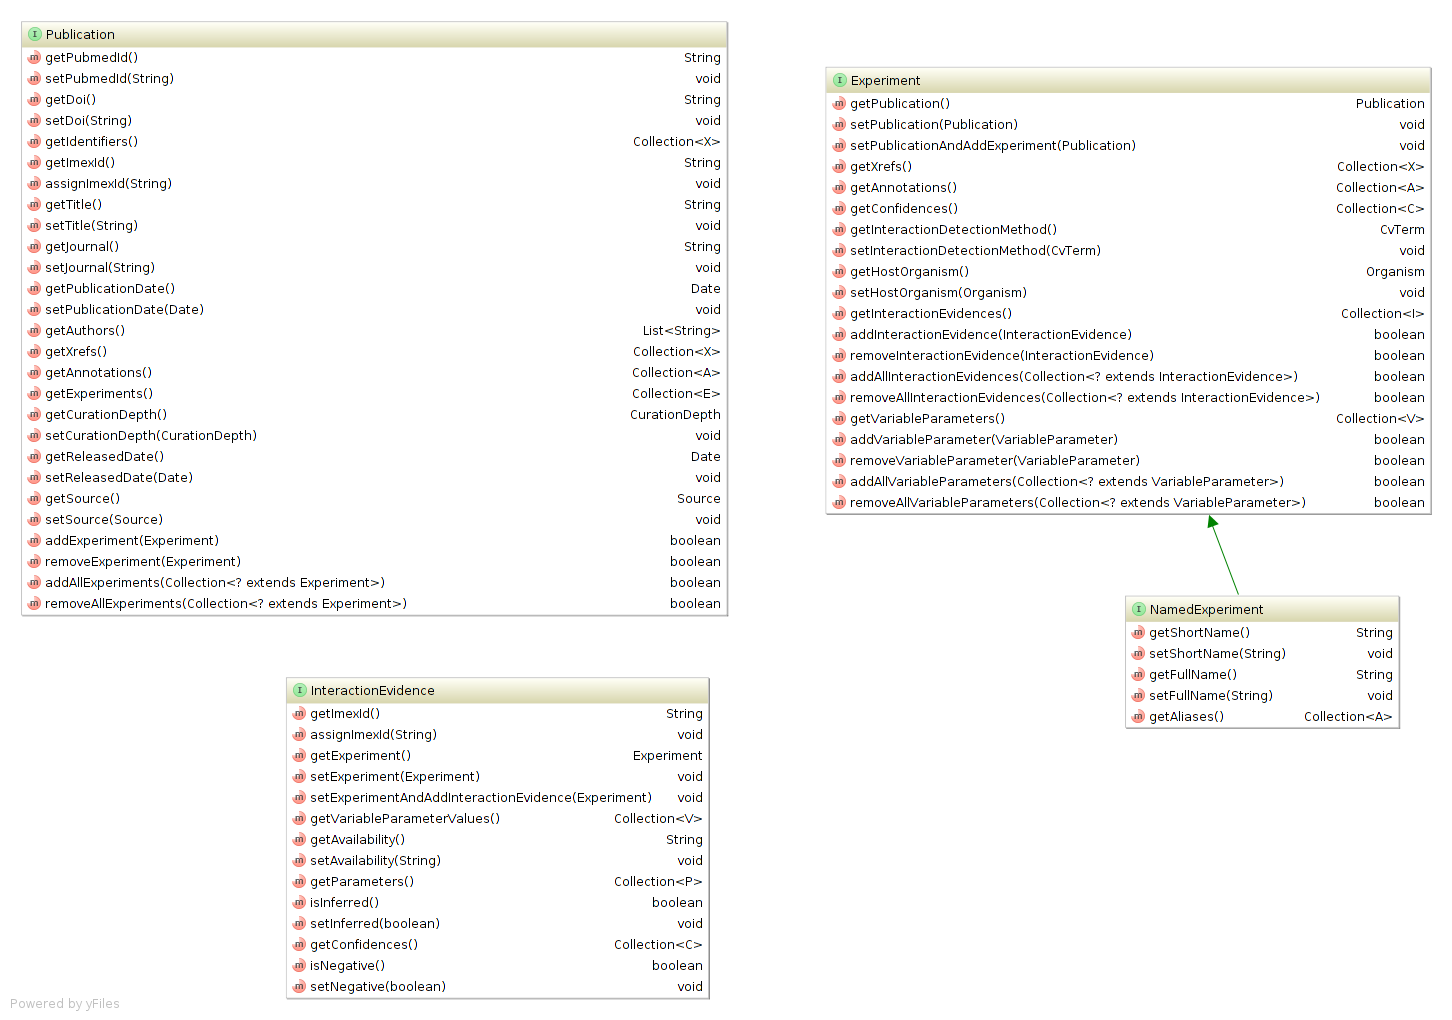 Publication
getPubmedId() String
setPubmedId(String) void
getDoi() String
setDoi(String) void
getIdentifiers() Collection<X>
getImexId() String
assignImexId(String) void
getTitle() String
setTitle(String) void
getJournal() String
setJournal(String) void
getPublicationDate() Date
setPublicationDate(Date) void
getAuthors() List<String>
getXrefs() Collection<X>
getAnnotations() Collection<A>
getExperiments() Collection<E>
getCurationDepth() CurationDepth
setCurationDepth(CurationDepth) void
getReleasedDate() Date
setReleasedDate(Date) void
getSource() Source
setSource(Source) void
addExperiment(Experiment) boolean
removeExperiment(Experiment) boolean
addAllExperiments(Collection<? extends Experiment>) boolean
removeAllExperiments(Collection<? extends Experiment>) boolean
Experiment
getPublication() Publication
setPublication(Publication) void
setPublicationAndAddExperiment(Publication) void
getXrefs() Collection<X>
getAnnotations() Collection<A>
getConfidences() Collection<C>
getInteractionDetectionMethod() CvTerm
setInteractionDetectionMethod(CvTerm) void
getHostOrganism() Organism
setHostOrganism(Organism) void
getInteractionEvidences() Collection<I>
addInteractionEvidence(InteractionEvidence) boolean
removeInteractionEvidence(InteractionEvidence) boolean
addAllInteractionEvidences(Collection<? extends InteractionEvidence>) boolean
removeAllInteractionEvidences(Collection<? extends InteractionEvidence>) boolean
getVariableParameters() Collection<V>
addVariableParameter(VariableParameter) boolean
removeVariableParameter(VariableParameter) boolean
addAllVariableParameters(Collection<? extends VariableParameter>) boolean
removeAllVariableParameters(Collection<? extends VariableParameter>) boolean
NamedExperiment
getShortName() String
setShortName(String) void
getFullName() String
setFullName(String) void
getAliases() Collection<A>
InteractionEvidence
getImexId() String
assignImexId(String) void
getExperiment() Experiment
setExperiment(Experiment) void
setExperimentAndAddInteractionEvidence(Experiment) void
getVariableParameterValues() Collection<V>
getAvailability() String
setAvailability(String) void
getParameters() Collection<P>
isInferred() boolean
setInferred(boolean) void
getConfidences() Collection<C>
isNegative() boolean
setNegative(boolean) void
Powered by yFiles